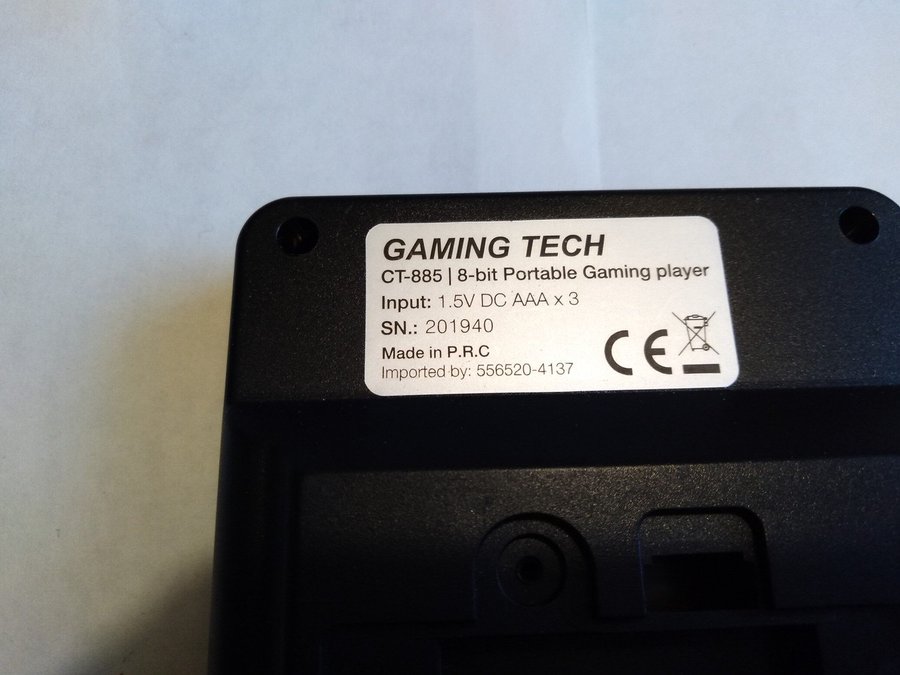 GAMING TECH
CT-885 | 8-bit Portable Gaming player
Input: 1.5V DC AAA x 3
SN.: 201940
Made in P.R.C
Imported by: 556520-4137
CE